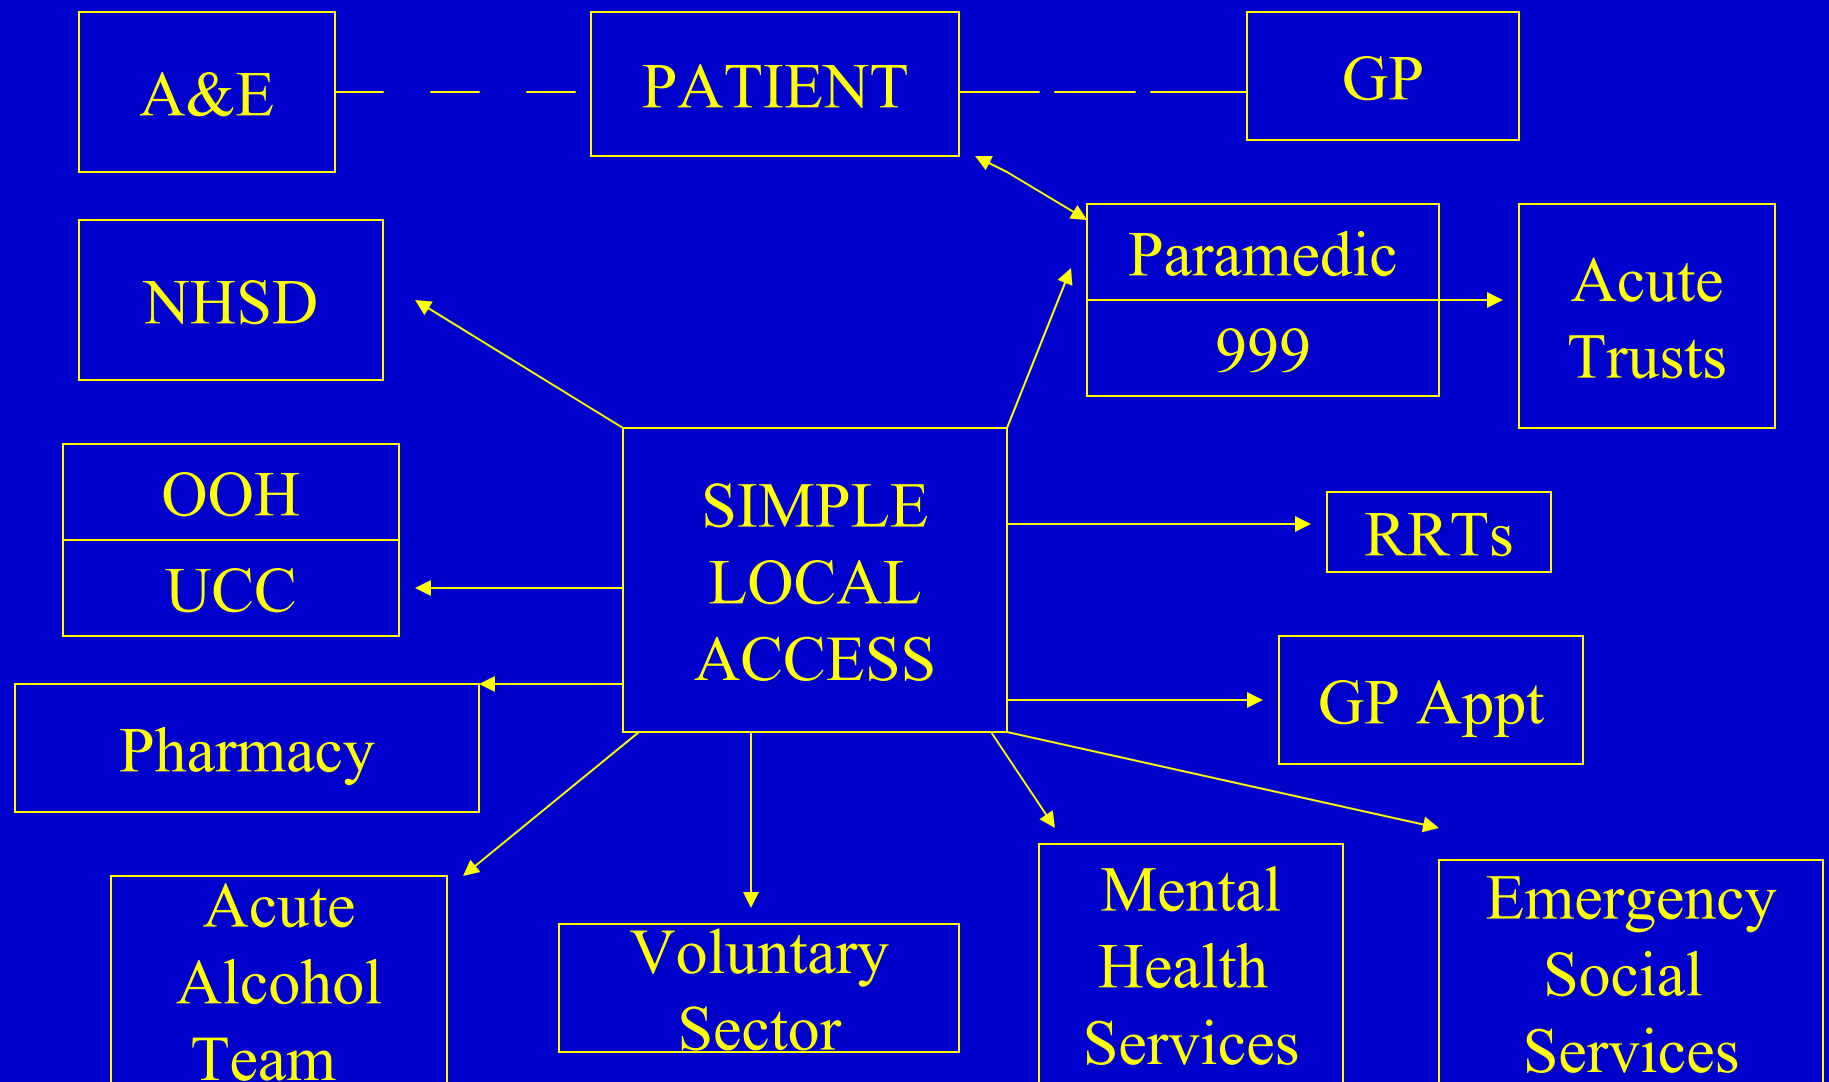 A&E
PATIENT
GP
NHSD
Paramedic
999
Acute
Trusts
OOH
UCC
SIMPLE
LOCAL
ACCESS
RRTs
GP Appt
Pharmacy
Acute
Alcohol
Team
Voluntary
Sector
Mental
Health
Services
Emergency
Social
Services